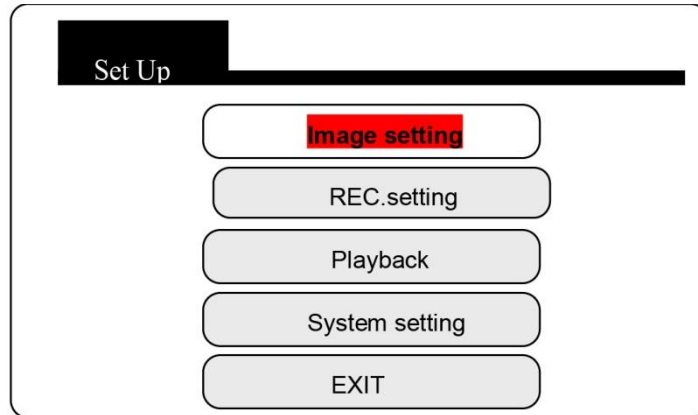 Set Up
Image setting
REC.setting
Playback
System setting
EXIT